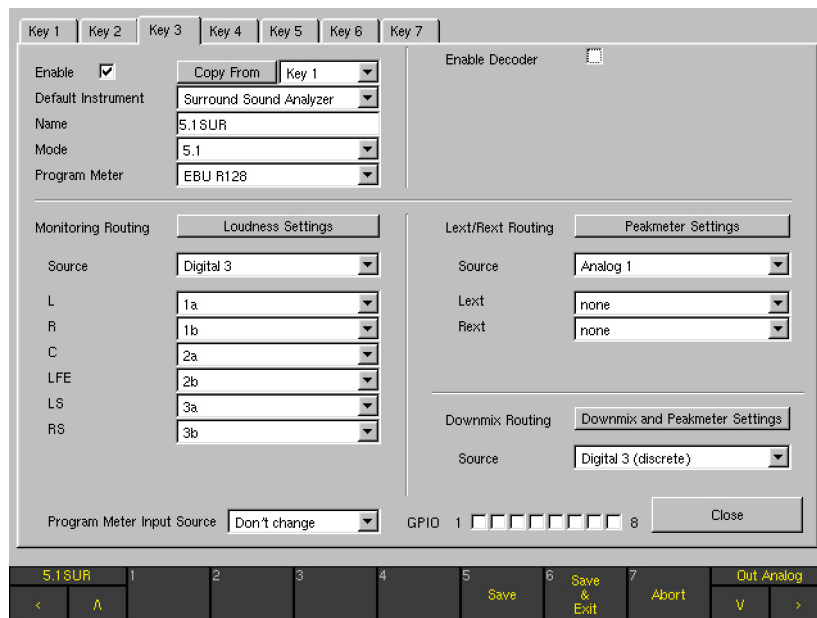 Key 1 Key 2 Key 3 Key 4 Key 5 Key 6 Key 7
Enable Copy From Key 1
Default Instrument Surround Sound Analyzer
Name 5.1SUR
Mode 5.1
Program Meter EBU R128
Enable Decoder
Monitoring Routing Loudness Settings
Source Digital 3
L 1a
R 1b
C 2a
LFE 2b
LS 3a
RS 3b
Lext/Rext Routing Peakmeter Settings
Source Analog 1
Lext none
Rext none
Downmix Routing Downmix and Peakmeter Settings
Source Digital 3 (discrete)
Program Meter Input Source Don't change
GPIO 1 8
Close
5.1SUR 1 2 3 4 5 Save 6 Save & Exit 7 Abort Out Analog
< Λ V >